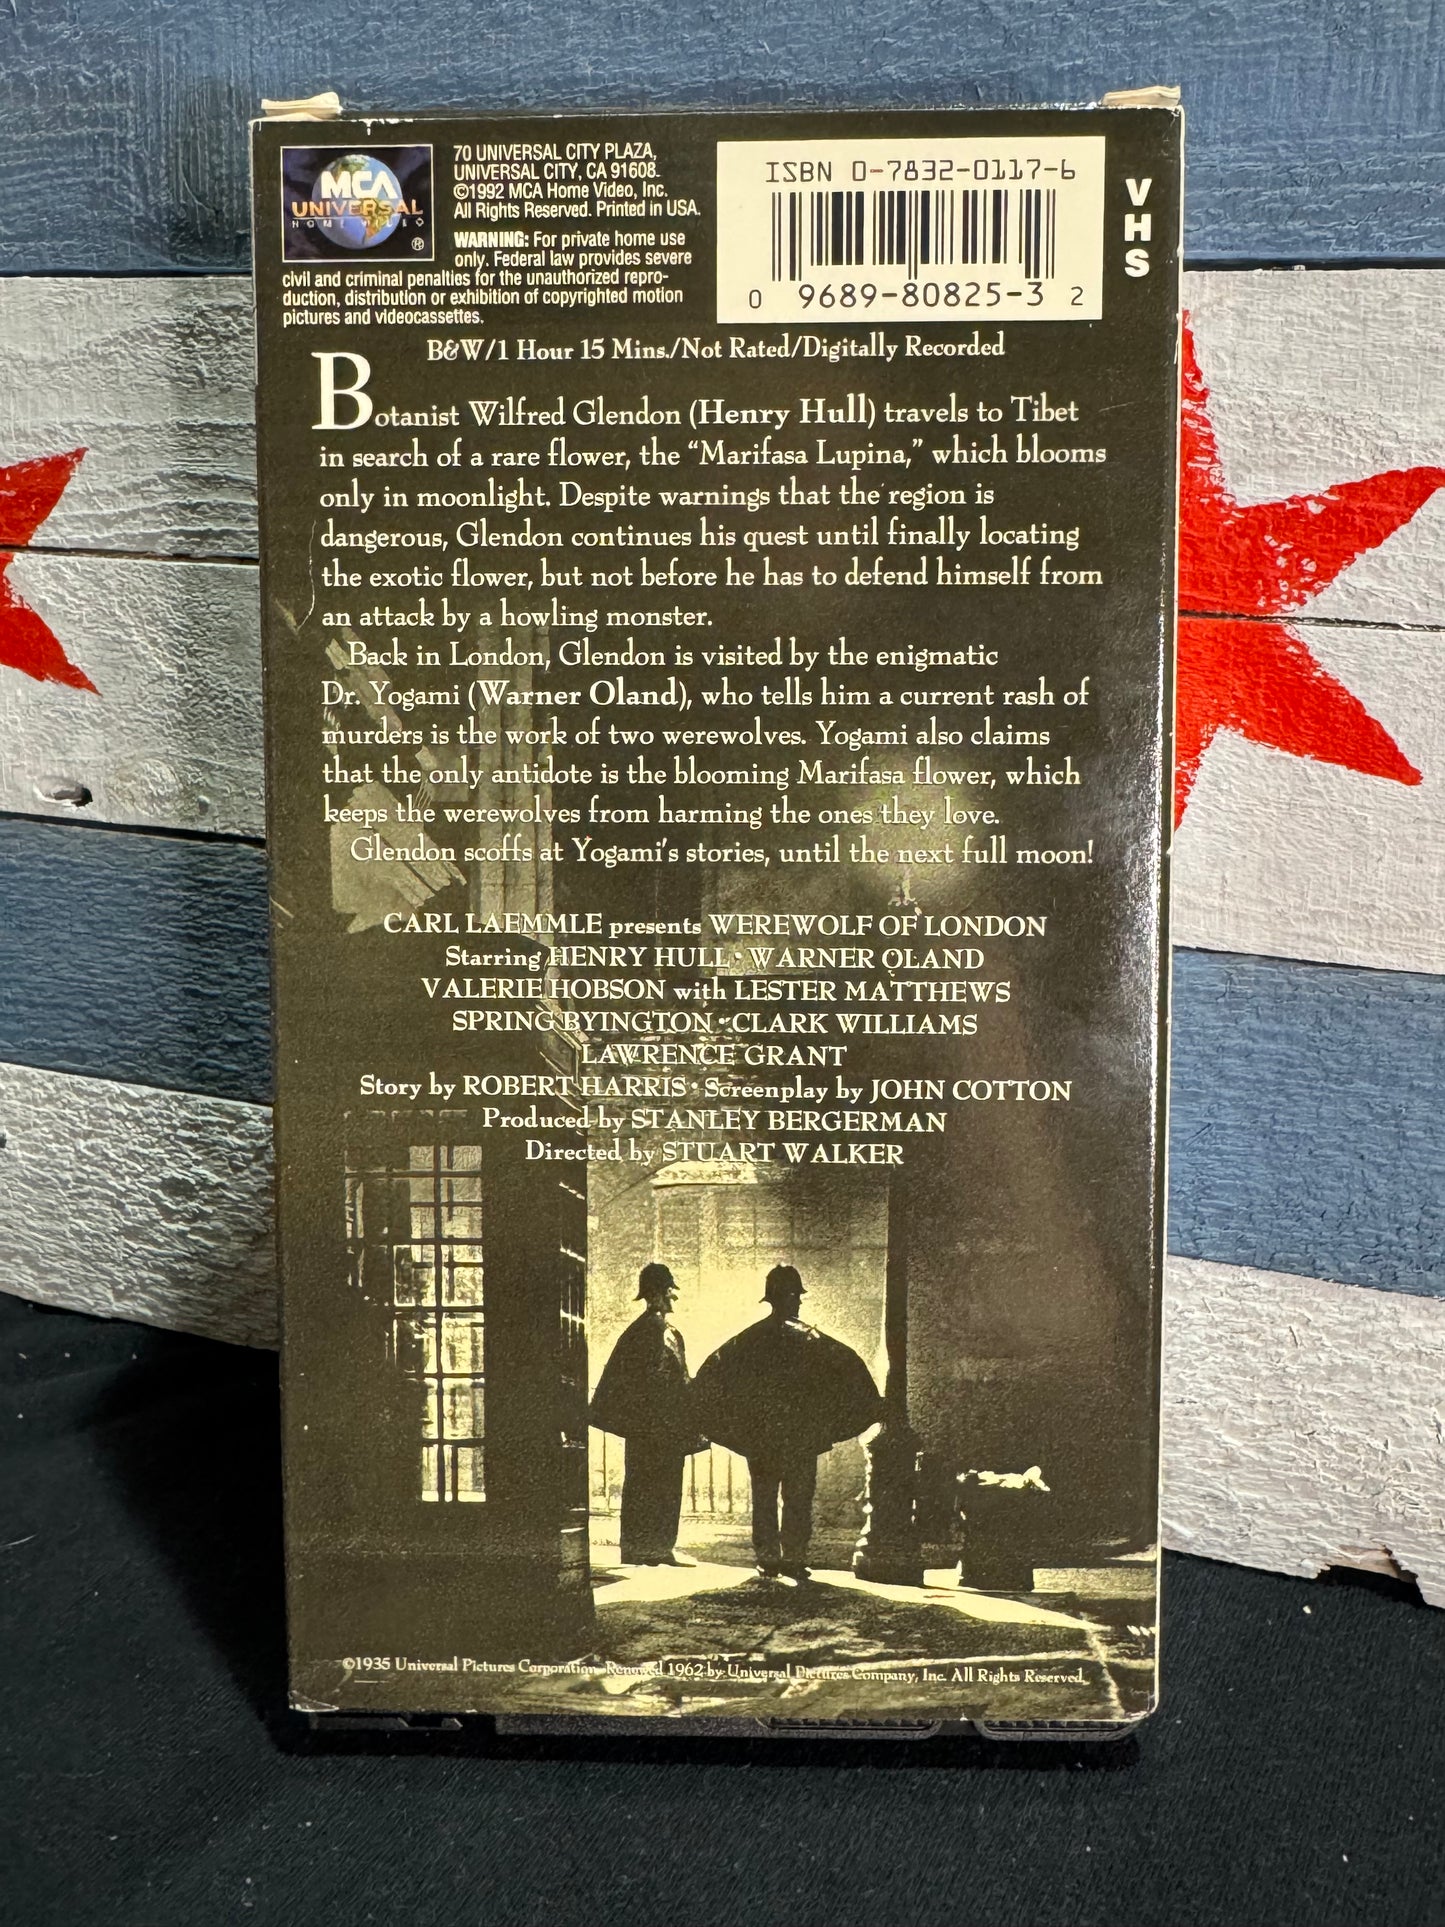 MCA
UNIVERSAL
HOME VIDEO
®
70 UNIVERSAL CITY PLAZA,
UNIVERSAL CITY, CA 91608.
©1992 MCA Home Video, Inc.
All Rights Reserved. Printed in USA.
WARNING: For private home use
only. Federal law provides severe
civil and criminal penalties for the unauthorized repro-
duction, distribution or exhibition of copyrighted motion
pictures and videocassettes.
ISBN 0-7832-0117-6
0 9689-80825-3 2
VHS
B&W/1 Hour 15 Mins./Not Rated/Digitally Recorded
Botanist Wilfred Glendon (Henry Hull) travels to Tibet
in search of a rare flower, the “Marifasa Lupina,” which blooms
only in moonlight. Despite warnings that the region is
dangerous, Glendon continues his quest until finally locating
the exotic flower, but not before he has to defend himself from
an attack by a howling monster.
Back in London, Glendon is visited by the enigmatic
Dr. Yogami (Warner Oland), who tells him a current rash of
murders is the work of two werewolves. Yogami also claims
that the only antidote is the blooming Marifasa flower, which
keeps the werewolves from harming the ones they love.
Glendon scoffs at Yogami's stories, until the next full moon!
CARL LAEMMLE presents WEREWOLF OF LONDON
Starring HENRY HULL • WARNER OLAND
VALERIE HOBSON with LESTER MATTHEWS
SPRING BYINGTON • CLARK WILLIAMS
LAWRENCE GRANT
Story by ROBERT HARRIS • Screenplay by JOHN COTTON
Produced by STANLEY BERGERMAN
Directed by STUART WALKER
©1935 Universal Pictures Corporation. Renewed 1962 by Universal Pictures Company, Inc. All Rights Reserved.